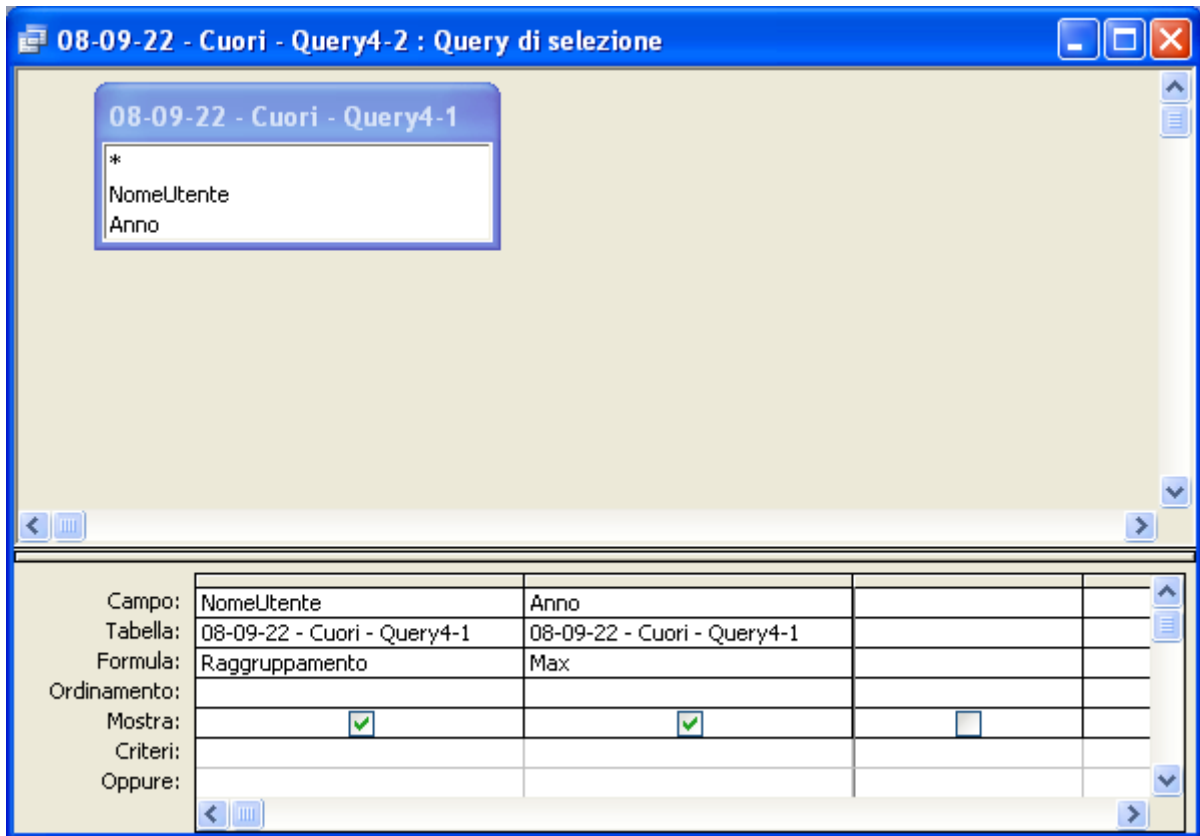 08-09-22 - Cuori - Query4-2 : Query di selezione
08-09-22 - Cuori - Query4-1
*
NomeUtente
Anno
Campo: NomeUtente Anno
Tabella: 08-09-22 - Cuori - Query4-1 08-09-22 - Cuori - Query4-1
Formula: Raggruppamento Max
Ordinamento:
Mostra:
Criteri:
Oppure: